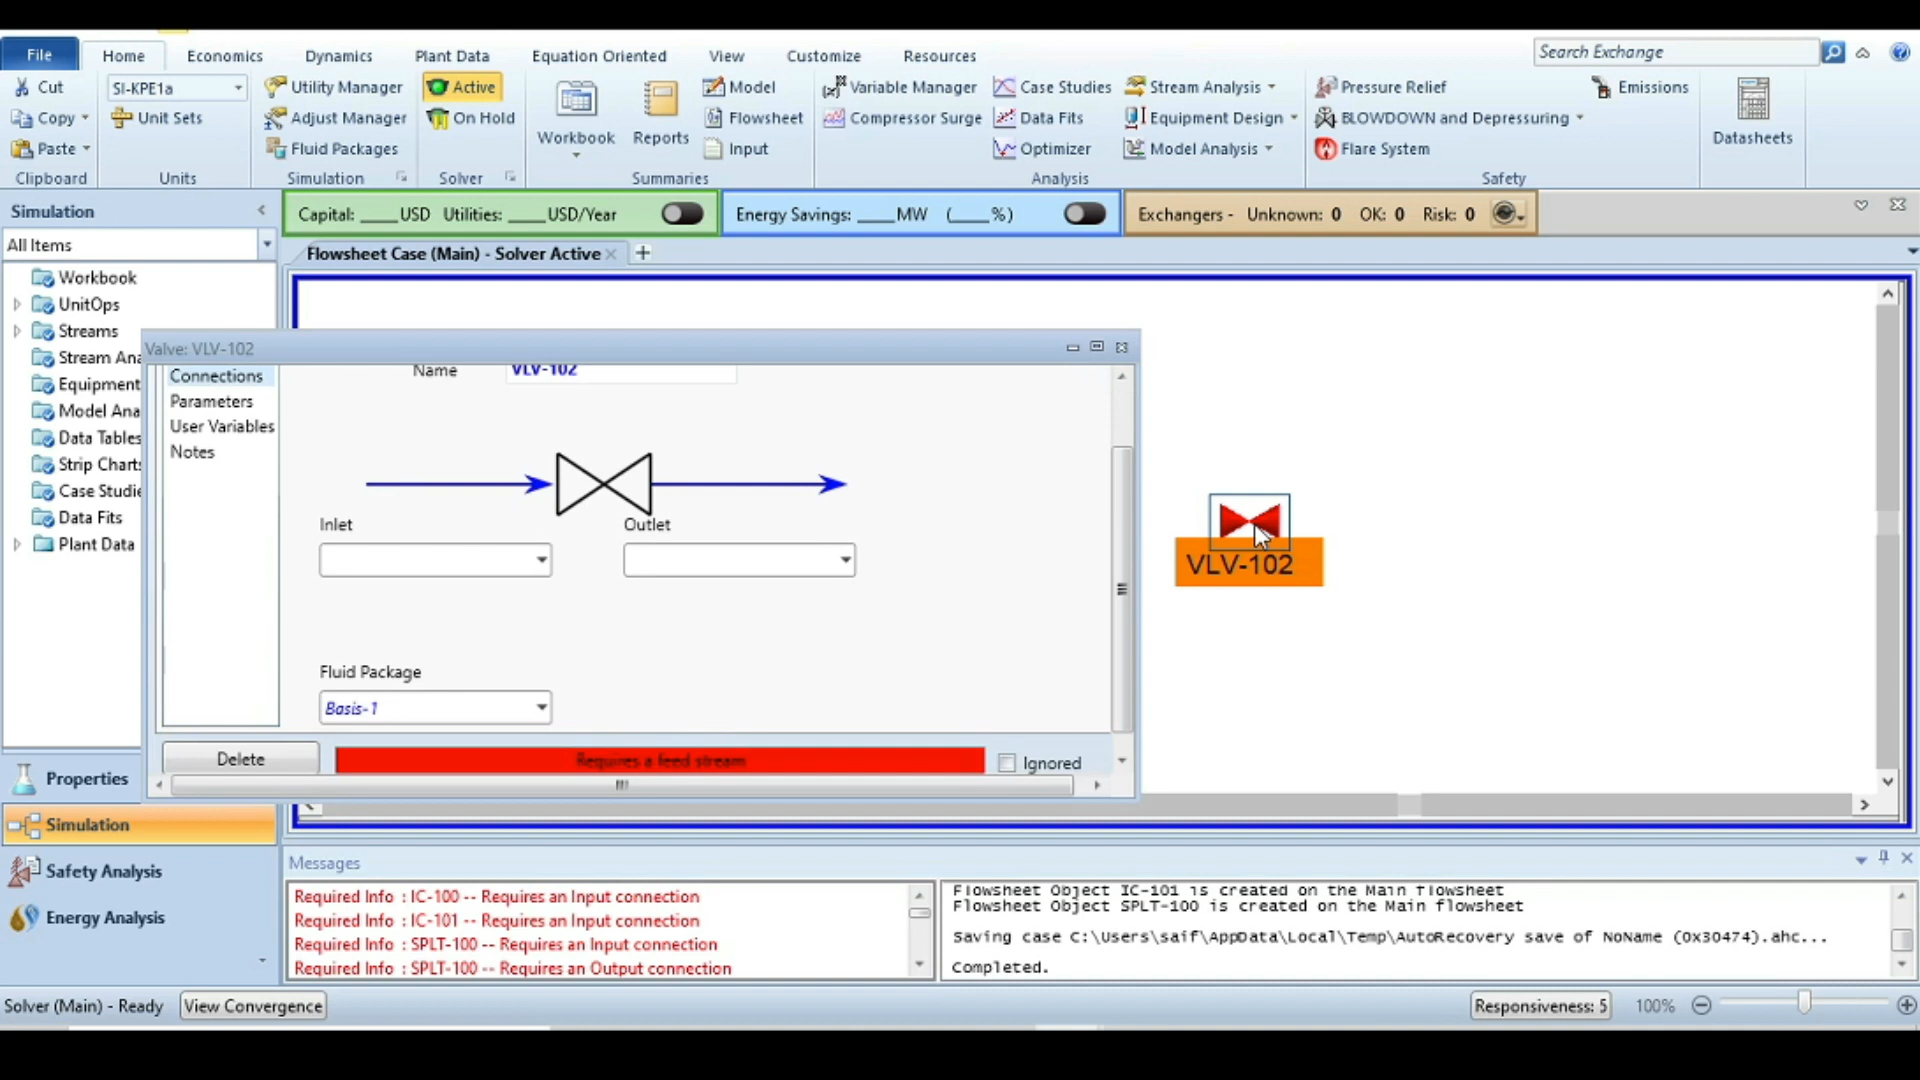 File Home Economics Dynamics Plant Data Equation Oriented View Customize Resources Search Exchange
Cut SI-KPE1a Utility Manager Active Model Variable Manager Case Studies Stream Analysis Pressure Relief Emissions
Copy Unit Sets Adjust Manager On Hold Workbook Reports Flowsheet Compressor Surge Data Fits Equipment Design BLOWDOWN and Depressuring Datasheets
Paste Fluid Packages Input Optimizer Model Analysis Flare System
Clipboard Units Simulation Solver Summaries Analysis Safety
Simulation Capital: ____USD Utilities: ____USD/Year Energy Savings: ____MW (____%) Exchangers - Unknown: 0 OK: 0 Risk: 0
All Items Flowsheet Case (Main) - Solver Active
Workbook
UnitOps
Streams
Stream Ana
Equipment
Model Ana
Data Tables
Strip Charts
Case Studie
Data Fits
Plant Data
Valve: VLV-102
Connections
Parameters
User Variables
Notes
Name VLV-102
Inlet Outlet
Fluid Package
Basis-1
Delete Requires a feed stream Ignored
VLV-102
Properties
Simulation
Safety Analysis
Energy Analysis
Messages
Required Info : IC-100 -- Requires an Input connection
Required Info : IC-101 -- Requires an Input connection
Required Info : SPLT-100 -- Requires an Input connection
Required Info : SPLT-100 -- Requires an Output connection
Flowsheet Object IC-101 is created on the Main flowsheet
Flowsheet Object SPLT-100 is created on the Main flowsheet
Saving case C:\Users\saif\AppData\Local\Temp\AutoRecovery save of NoName (0x30474).ahc...
Completed.
Solver (Main) - Ready View Convergence Responsiveness: 5 100%